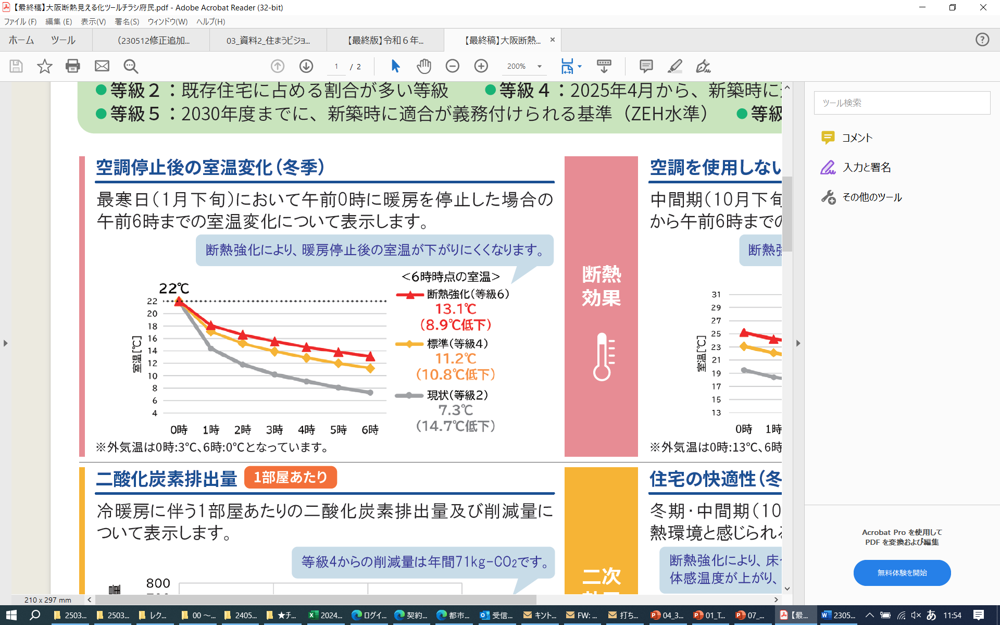 【最終稿】大阪断熱見える化ツールチラシ府民.pdf - Adobe Acrobat Reader (32-bit)
ファイル(F) 編集(E) 表示(V) 署名(S) ウィンドウ(W) ヘルプ(H)
ホーム ツール （230512修正追加... 03_資料2_住まうビジョ... 【最終版】令和６年... 【最終稿】大阪断熱...
1 / 2 200%
●等級２：既存住宅に占める割合が多い等級 ●等級４：2025年4月から、新築時に
●等級５：2030年度までに、新築時に適合が義務付けられる基準（ZEH水準） ●等級
空調停止後の室温変化（冬季）
最寒日（1月下旬）において午前0時に暖房を停止した場合の
午前6時までの室温変化について表示します。
断熱強化により、暖房停止後の室温が下がりにくくなります。
<6時時点の室温>
22℃
断熱強化（等級6）
13.1℃
（8.9℃低下）
標準（等級4）
11.2℃
（10.8℃低下）
現状（等級2）
7.3℃
（14.7℃低下）
室温[℃]
22
20
18
16
14
12
10
8
6
4
0時 1時 2時 3時 4時 5時 6時
※外気温は0時:3℃、6時:0℃となっています。
断熱
効果
空調を使用しない
中間期（10月下旬
から午前6時までの
断熱強
室温[℃]
31
29
27
25
23
21
19
17
15
13
0時 1時
※外気温は0時:13℃、6時
二酸化炭素排出量 1部屋あたり
冷暖房に伴う1部屋あたりの二酸化炭素排出量及び削減量に
ついて表示します。
等級4からの削減量は年間71kg-CO2です。
800
量
二次
住宅の快適性（冬
冬期・中間期（10
熱環境と感じられる
断熱強化により、床
体感温度が上がり、
ツール検索
コメント
入力と署名
その他のツール
Acrobat Pro を使用して
PDF を変換および編集
無料体験を開始
210 x 297 mm
2503... 2503... レク... 00 ～... 2405... ★チ... 2024... ログイ... 契約... 都市... 受信... キント... FW: ... 打ち... 04_3... 01_T... 07_... 【最... 2305... あ 11:54